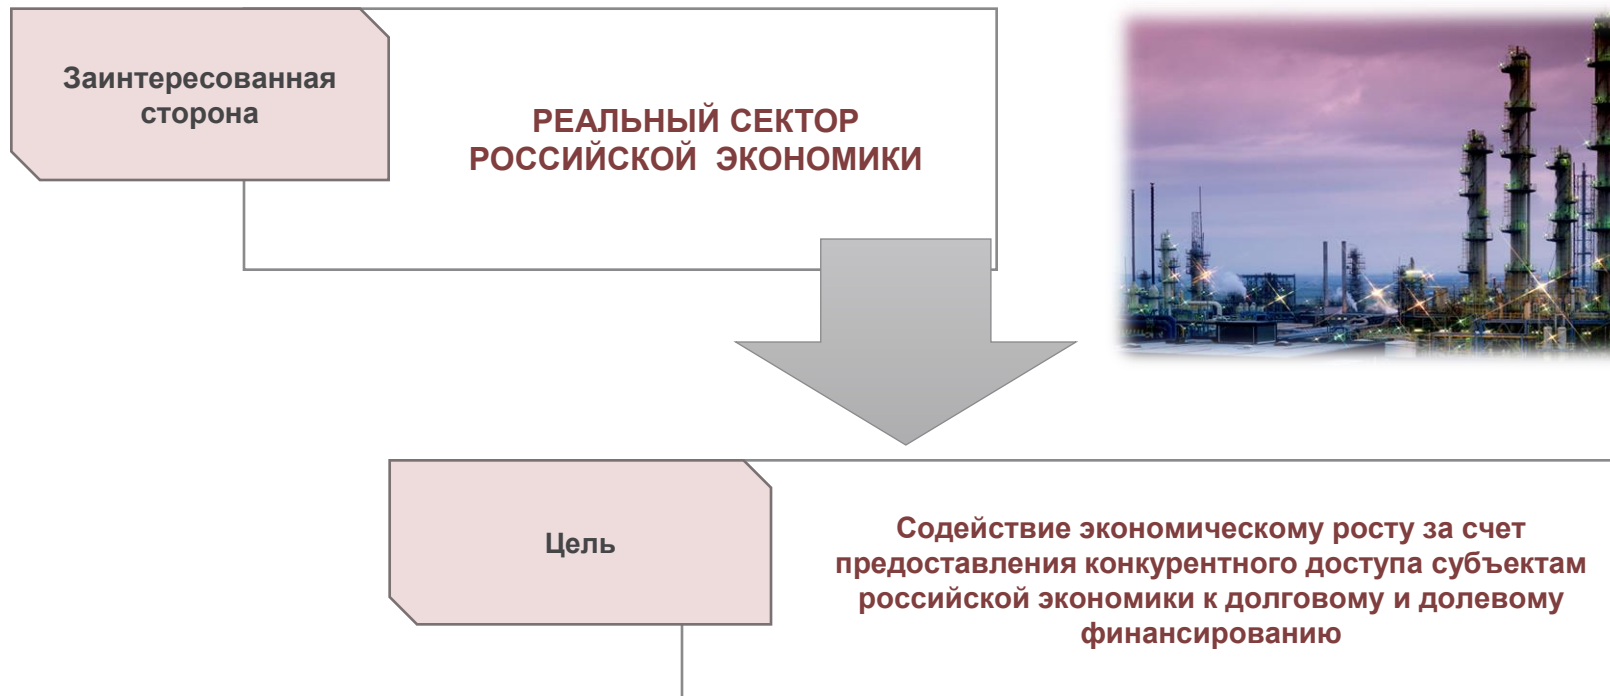 Заинтересованная
сторона
РЕАЛЬНЫЙ СЕКТОР
РОССИЙСКОЙ ЭКОНОМИКИ
Цель
Содействие экономическому росту за счет
предоставления конкурентного доступа субъектам
российской экономики к долговому и долевому
финансированию